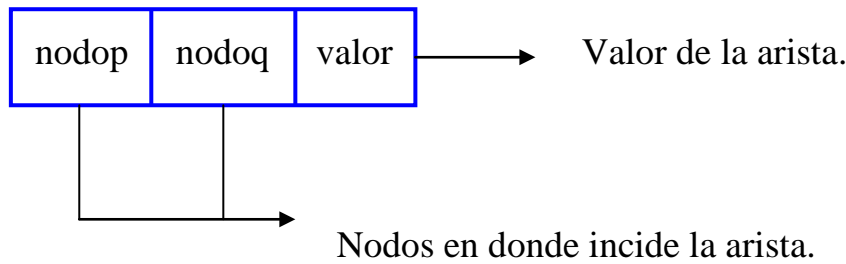 nodop nodoq valor Valor de la arista.
Nodos en donde incide la arista.